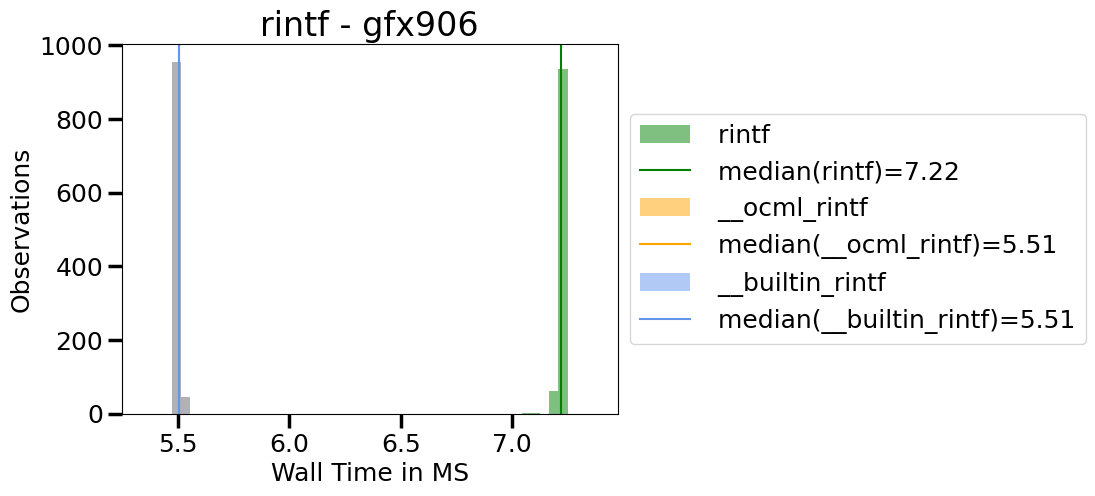 rintf - gfx906
1000
800
600
400
200
0
Observations
5.5
6.0
6.5
7.0
Wall Time in MS
rintf
median(rintf)=7.22
__ocml_rintf
median(__ocml_rintf)=5.51
__builtin_rintf
median(__builtin_rintf)=5.51